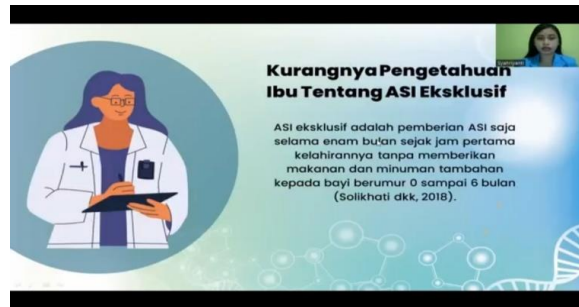 Kurangnya Pengetahuan
Ibu Tentang ASI Eksklusif
ASI eksklusif adalah pemberian ASI saja
selama enam bulan sejak jam pertama
kelahirannya tanpa memberikan
makanan dan minuman tambahan
kepada bayi berumur 0 sampai 6 bulan
(Solikhati dkk, 2018).